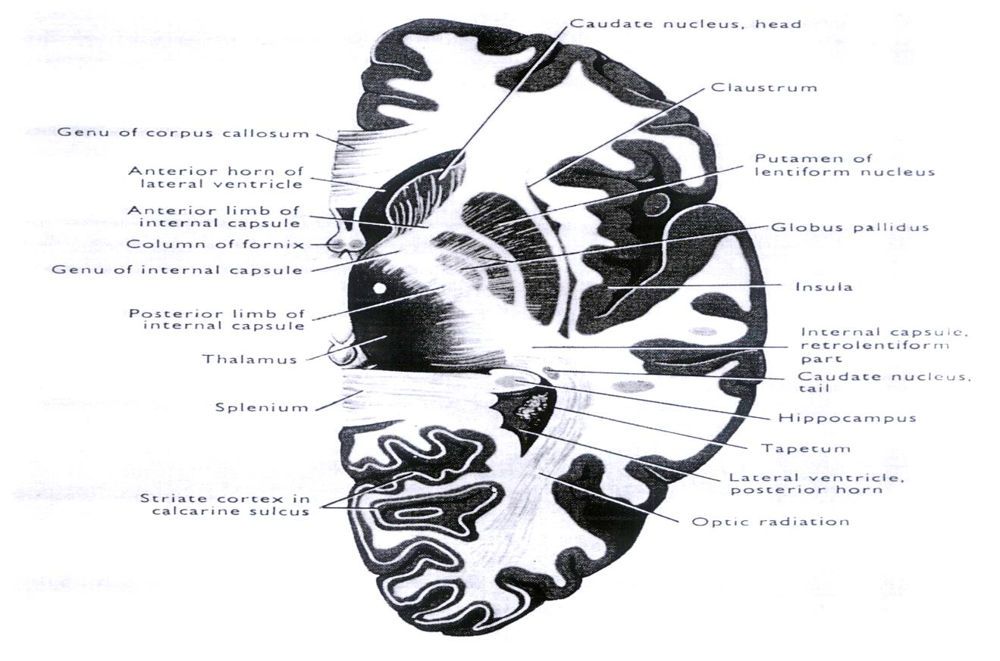 Caudate nucleus, head
Claustrum
Genu of corpus callosum
Putamen of
lentiform nucleus
Anterior horn of
lateral ventricle
Anterior limb of
internal capsule
Globus pallidus
Column of fornix
Genu of internal capsule
Insula
Posterior limb of
internal capsule
Internal capsule,
retrolentiform
part
Thalamus
Caudate nucleus,
tail
Splenium
Hippocampus
Tapetum
Lateral ventricle,
posterior horn
Striate cortex in
calcarine sulcus
Optic radiation